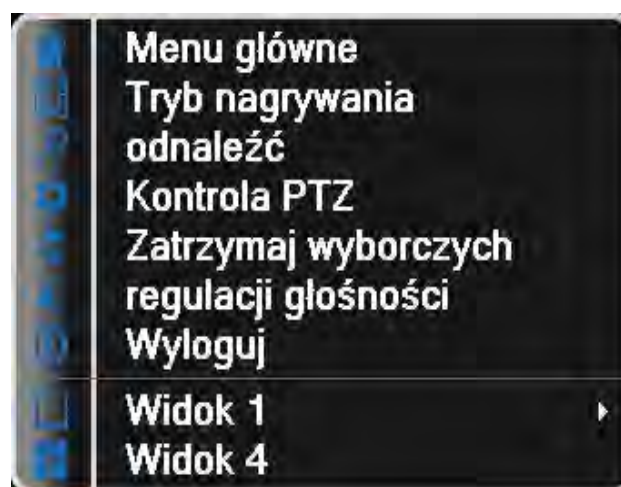 Menu główne
Tryb nagrywania
odnaleźć
Kontrola PTZ
Zatrzymaj wyborczych
regulacji głośności
Wyloguj
Widok 1
Widok 4